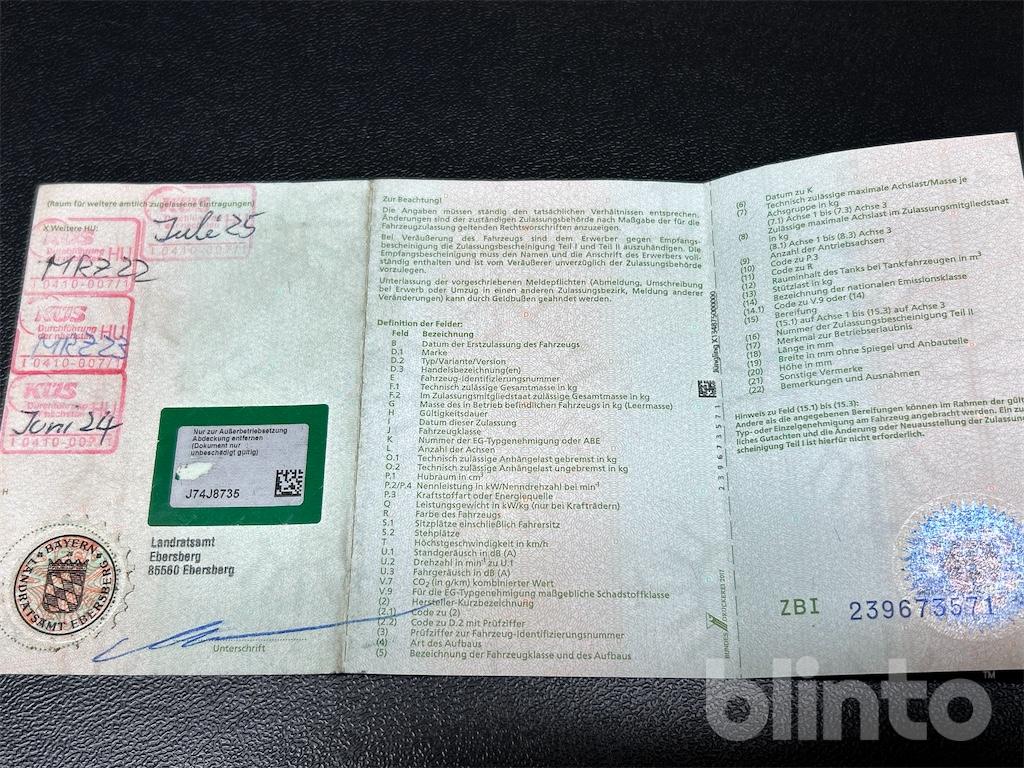 (Raum für weitere amtlich zugelassene Eintragungen)
X Weitere HU:
Juli 25
HU
MRZ 22
1 0410-007/1
KÜS
Durchführung
der nächsten HU
MRZ 23
1 0410-007/1
KÜS
Durchführung
der nächsten HU
Juni 24
1 0410-002/
H
Nur zur Außerbetriebsetzung
Abdeckung entfernen
(Dokument nur
unbeschädigt gültig)
J74J8735
BAYERN
LANDRATSAMT EBERSBERG
Landratsamt
Ebersberg
85560 Ebersberg
Unterschrift
Zur Beachtung!
Die Angaben müssen ständig den tatsächlichen Verhältnissen entsprechen.
Änderungen sind der zuständigen Zulassungsbehörde nach Maßgabe der für die
Fahrzeugzulassung geltenden Rechtsvorschriften anzuzeigen.
Bei Veräußerung des Fahrzeugs sind dem Erwerber gegen Empfangs-
bescheinigung die Zulassungsbescheinigung Teil I und Teil II auszuhändigen. Die
Empfangsbescheinigung muss den Namen und die Anschrift des Erwerbers voll-
ständig enthalten und ist vom Veräußerer unverzüglich der Zulassungsbehörde
vorzulegen.
Unterlassung der vorgeschriebenen Meldepflichten (Abmeldung, Umschreibung
bei Erwerb oder Umzug in einen anderen Zulassungsbezirk, Meldung anderer
Veränderungen) kann durch Geldbußen geahndet werden.
Definition der Felder:
Feld Bezeichnung
B Datum der Erstzulassung des Fahrzeugs
D.1 Marke
D.2 Typ/Variante/Version
D.3 Handelsbezeichnung(en)
E Fahrzeug-Identifizierungsnummer
F.1 Technisch zulässige Gesamtmasse in kg
F.2 Im Zulassungsmitgliedstaat zulässige Gesamtmasse in kg
G Masse des in Betrieb befindlichen Fahrzeugs in kg (Leermasse)
H Gültigkeitsdauer
I Datum dieser Zulassung
J Fahrzeugklasse
K Nummer der EG-Typgenehmigung oder ABE
L Anzahl der Achsen
O.1 Technisch zulässige Anhängelast gebremst in kg
O.2 Technisch zulässige Anhängelast ungebremst in kg
P.1 Hubraum in cm³
P.2/P.4 Nennleistung in kW/Nenndrehzahl bei min⁻¹
P.3 Kraftstoffart oder Energiequelle
Q Leistungsgewicht in kW/kg (nur bei Krafträdern)
R Farbe des Fahrzeugs
S.1 Sitzplätze einschließlich Fahrersitz
S.2 Stehplätze
T Höchstgeschwindigkeit in km/h
U.1 Standgeräusch in dB (A)
U.2 Drehzahl in min⁻¹ zu U.1
U.3 Fahrgeräusch in dB (A)
V.7 CO₂ (in g/km) kombinierter Wert
V.9 Für die EG-Typgenehmigung maßgebliche Schadstoffklasse
(2) Hersteller-Kurzbezeichnung
(2.1) Code zu (2)
(2.2) Code zu D.2 mit Prüfziffer
(3) Prüfziffer zur Fahrzeug-Identifizierungsnummer
(4) Art des Aufbaus
(5) Bezeichnung der Fahrzeugklasse und des Aufbaus
239673571
BUNDESDRUCKEREI 2017
(6) Datum zu K
(7) Technisch zulässige maximale Achslast/Masse je
Achsgruppe in kg
(7.1) Achse 1 bis (7.3) Achse 3
(8) Zulässige maximale Achslast im Zulassungsmitgliedstaat
in kg
(8.1) Achse 1 bis (8.3) Achse 3
(9) Anzahl der Antriebsachsen
(10) Code zu P.3
(11) Code zu R
(12) Rauminhalt des Tanks bei Tankfahrzeugen in m³
(13) Stützlast in kg
(14) Bezeichnung der nationalen Emissionsklasse
(14.1) Code zu V.9 oder (14)
(15) Bereifung
(15.1) auf Achse 1 bis (15.3) auf Achse 3
(16) Nummer der Zulassungsbescheinigung Teil II
(17) Merkmal zur Betriebserlaubnis
(18) Länge in mm
(19) Breite in mm ohne Spiegel und Anbauteile
(20) Höhe in mm
(21) Sonstige Vermerke
(22) Bemerkungen und Ausnahmen
Hinweis zu Feld (15.1) bis (15.3):
Andere als die angegebenen Bereifungen können im Rahmen der gült
Typ- oder Einzelgenehmigung am Fahrzeug angebracht werden. Ein zu
liches Gutachten und die Änderung oder Neuausstellung der Zulassun
scheinigung Teil I ist hierfür nicht erforderlich.
ZBI 239673571
blinto™